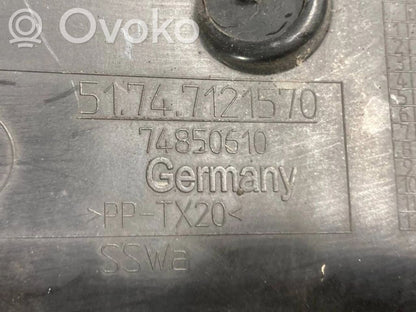 Ovoko
51.74.7121570
74850610
Germany
>PP-TX20<
SSWa